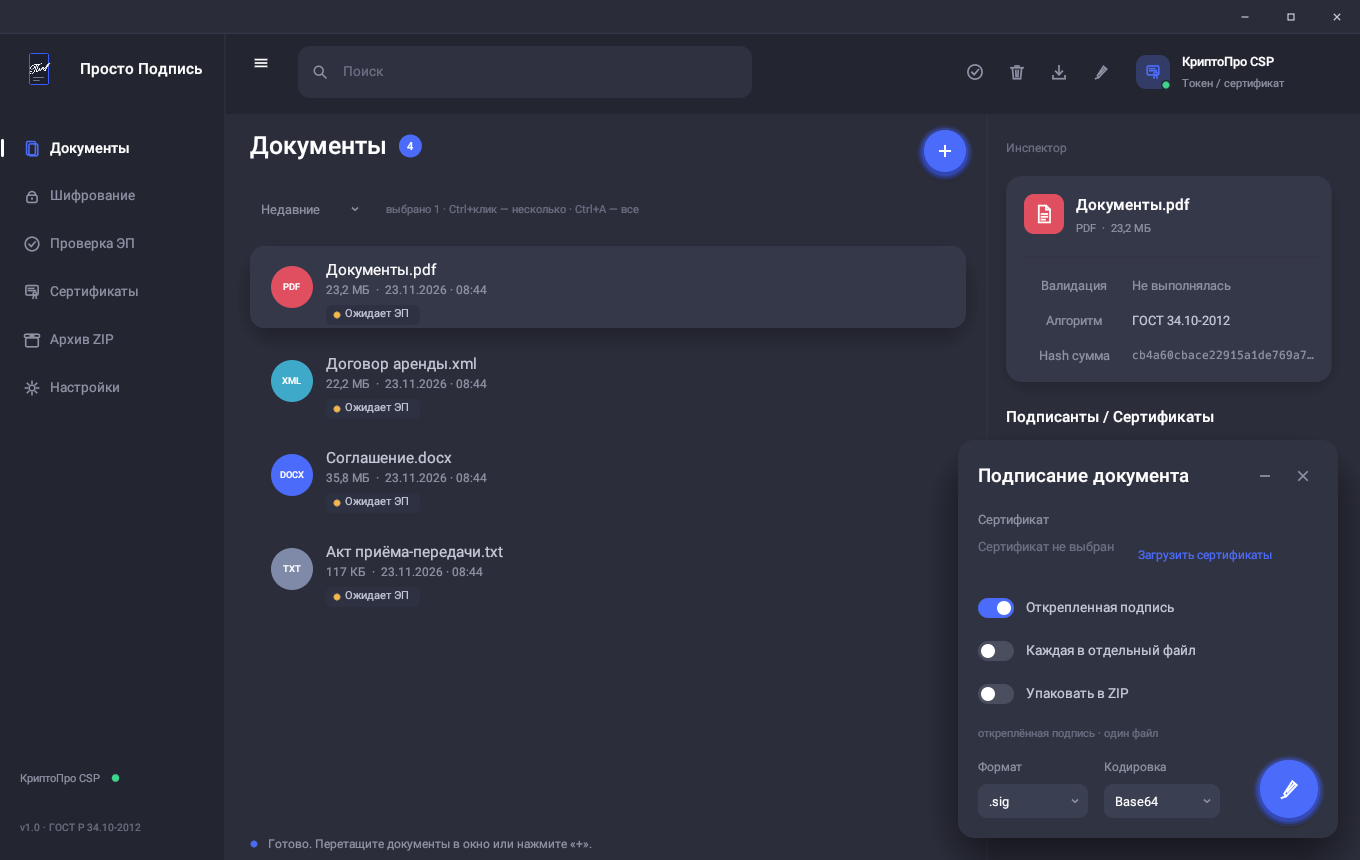 Просто Подпись
Поиск
КриптоПро CSP
Токен / сертификат
Документы
Шифрование
Проверка ЭП
Сертификаты
Архив ZIP
Настройки
КриптоПро CSP
v1.0 · ГОСТ Р 34.10-2012
Документы 4
Недавние
выбрано 1 · Ctrl+клик — несколько · Ctrl+A — все
PDF
Документы.pdf
23,2 МБ · 23.11.2026 · 08:44
Ожидает ЭП
XML
Договор аренды.xml
22,2 МБ · 23.11.2026 · 08:44
Ожидает ЭП
DOCX
Соглашение.docx
35,8 МБ · 23.11.2026 · 08:44
Ожидает ЭП
TXT
Акт приёма-передачи.txt
117 КБ · 23.11.2026 · 08:44
Ожидает ЭП
Готово. Перетащите документы в окно или нажмите «+».
Инспектор
Документы.pdf
PDF · 23,2 МБ
Валидация Не выполнялась
Алгоритм ГОСТ 34.10-2012
Hash сумма cb4a60cbace22915a1de769a7…
Подписанты / Сертификаты
Подписание документа
Сертификат
Сертификат не выбран
Загрузить сертификаты
Открепленная подпись
Каждая в отдельный файл
Упаковать в ZIP
откреплённая подпись · один файл
Формат Кодировка
.sig Base64